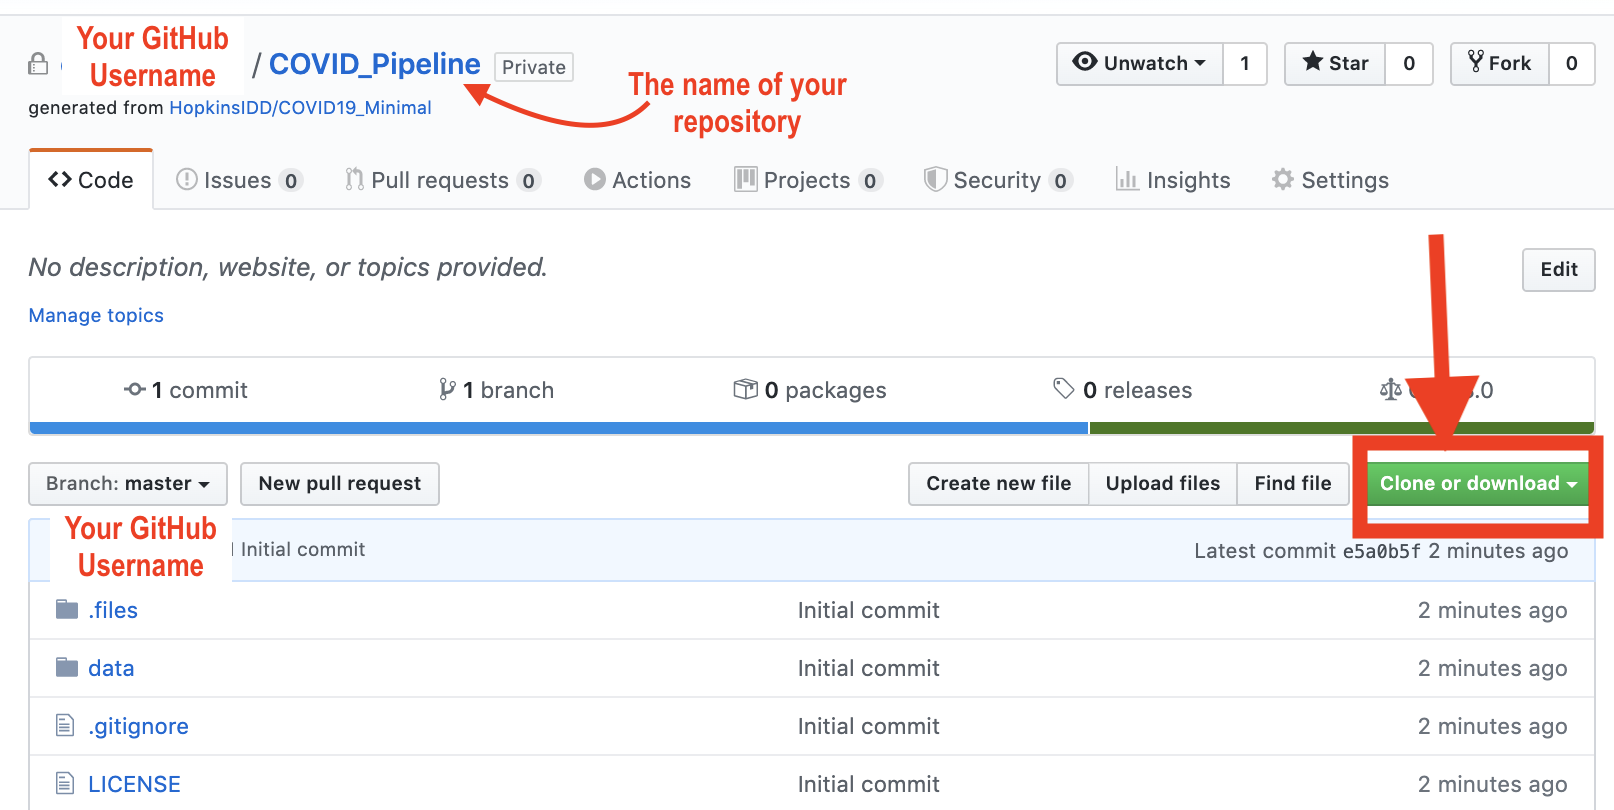 Your GitHub
Username
/ COVID_Pipeline Private
Unwatch 1 Star 0 Fork 0
The name of your
repository
generated from HopkinsIDD/COVID19_Minimal
Code Issues 0 Pull requests 0 Actions Projects 0 Security 0 Insights Settings
No description, website, or topics provided.
Edit
Manage topics
1 commit 1 branch 0 packages 0 releases
Branch: master New pull request Create new file Upload files Find file Clone or download
Your GitHub
Username
Initial commit Latest commit e5a0b5f 2 minutes ago
.files Initial commit 2 minutes ago
data Initial commit 2 minutes ago
.gitignore Initial commit 2 minutes ago
LICENSE Initial commit 2 minutes ago